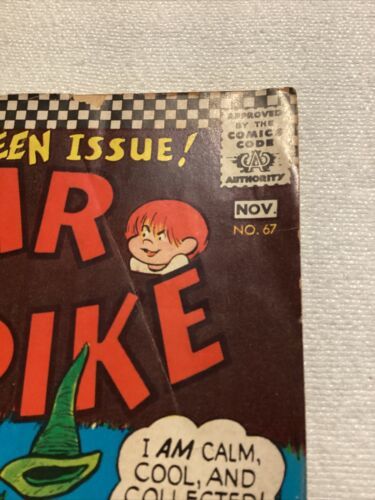 EEN ISSUE!
APPROVED
BY THE
COMICS
CODE
CA
AUTHORITY
NOV.
NO. 67
IR
PIKE
I AM CALM,
COOL, AND
COLLECTED!